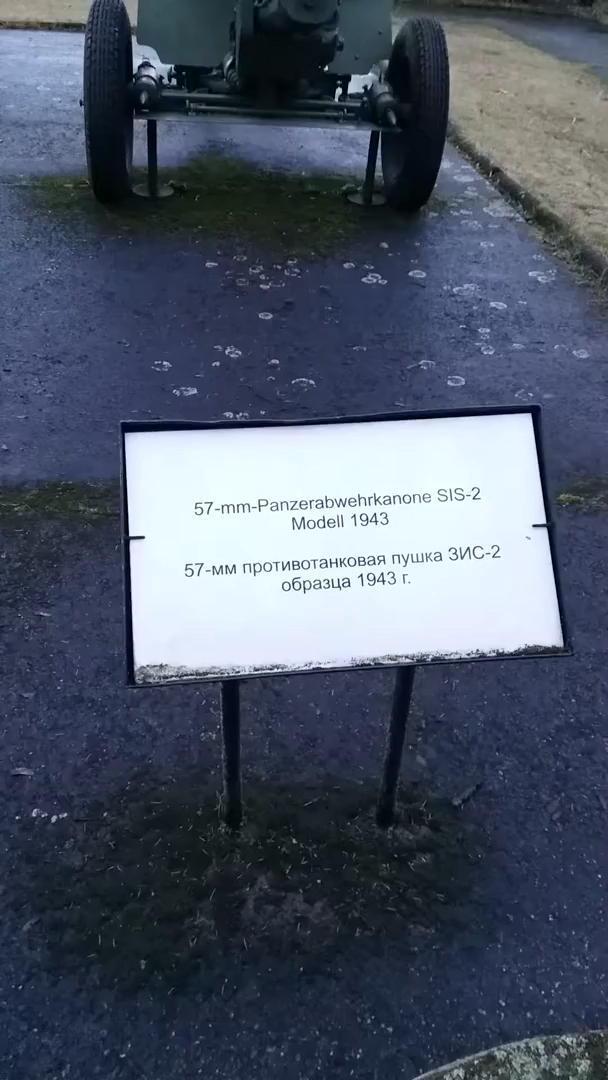 57-mm-Panzerabwehrkanone SIS-2
Modell 1943
57-мм противотанковая пушка ЗИС-2
образца 1943 г.